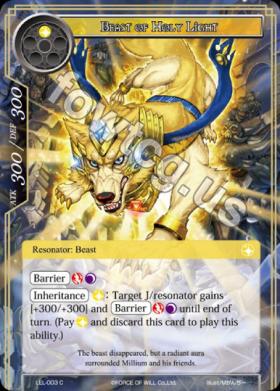 Beast of Holy Light
ATK 300 / DEF 300
towtcg.us
Resonator: Beast
Barrier
Inheritance : Target J/resonator gains
[+300/+300] and Barrier until end of
turn. (Pay and discard this card to play this
ability.)
The beast disappeared, but a radiant aura
surrounded Millium and his friends.
LEL-003 C
©FORCE OF WILL Co.,Ltd.